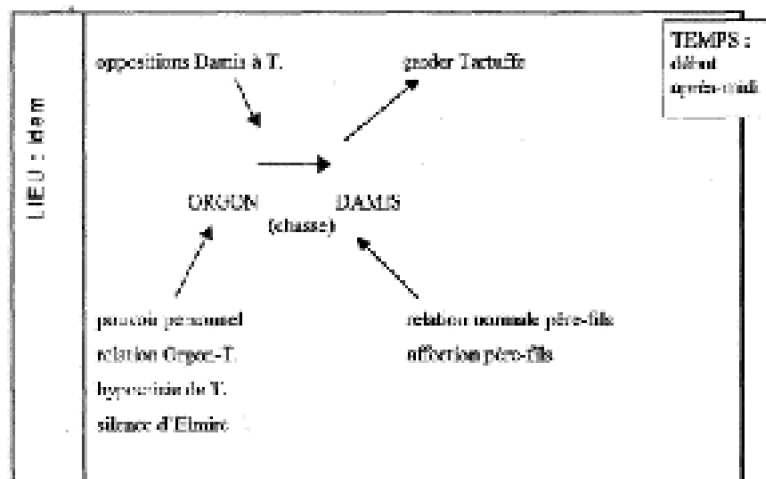 LIEU : idem
oppositions Damis à T.
garder Tartuffe
TEMPS :
début
après-midi
ORGON
DAMIS
(chasse)
pouvoir personnel
relation Orgon-T.
hypocrisie de T.
silence d'Elmire
relation normale père-fils
affection père-fils